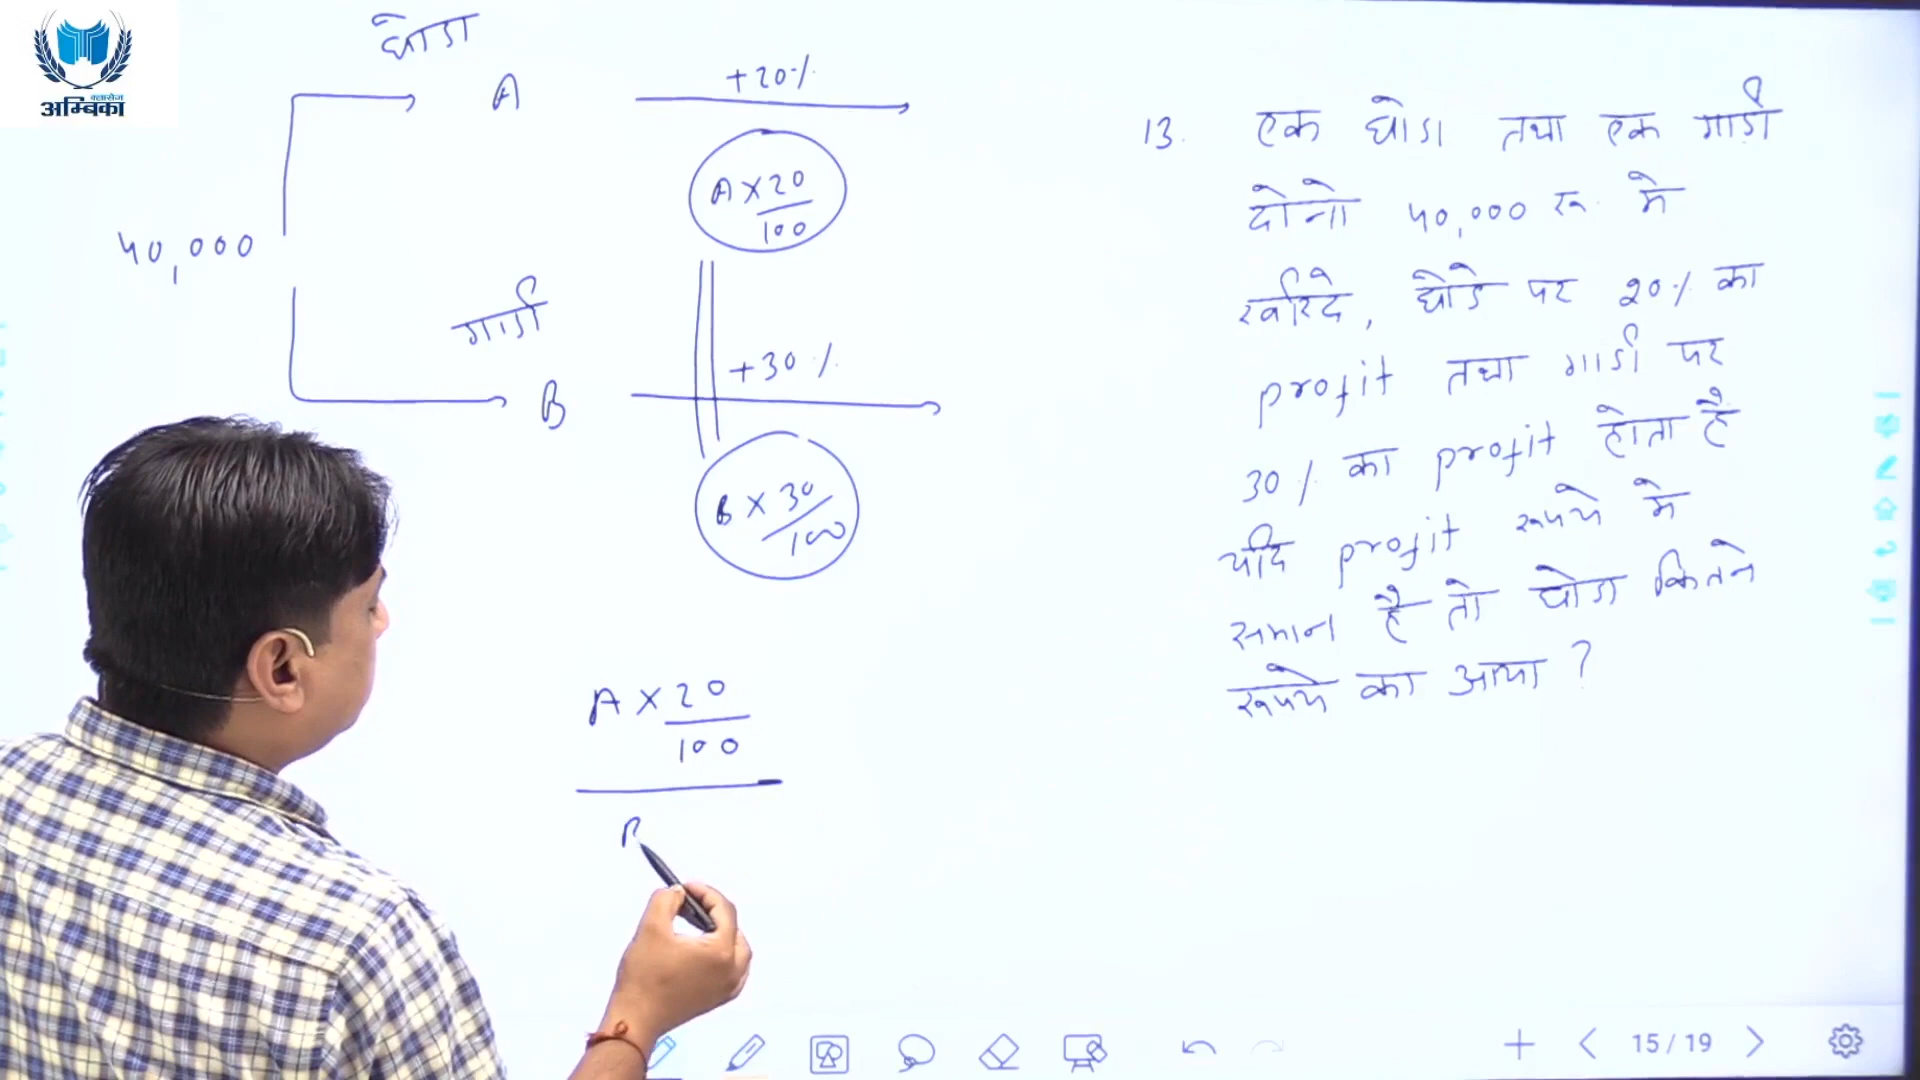 क्लासेज
अम्बिका
घोडा
A
+20%
A × 20/100
40,000
गाडी
B
+30%
B × 30/100
A × 20/100
B
13. एक घोडा तथा एक गाडी
दोनो 40,000 रु. मे
खरिदे, घोडे पर 20% का
profit तथा गाडी पर
30% का profit होता है
यदि profit रूपये मे
समान है तो घोडा कितने
रूपये का आया ?
15/19